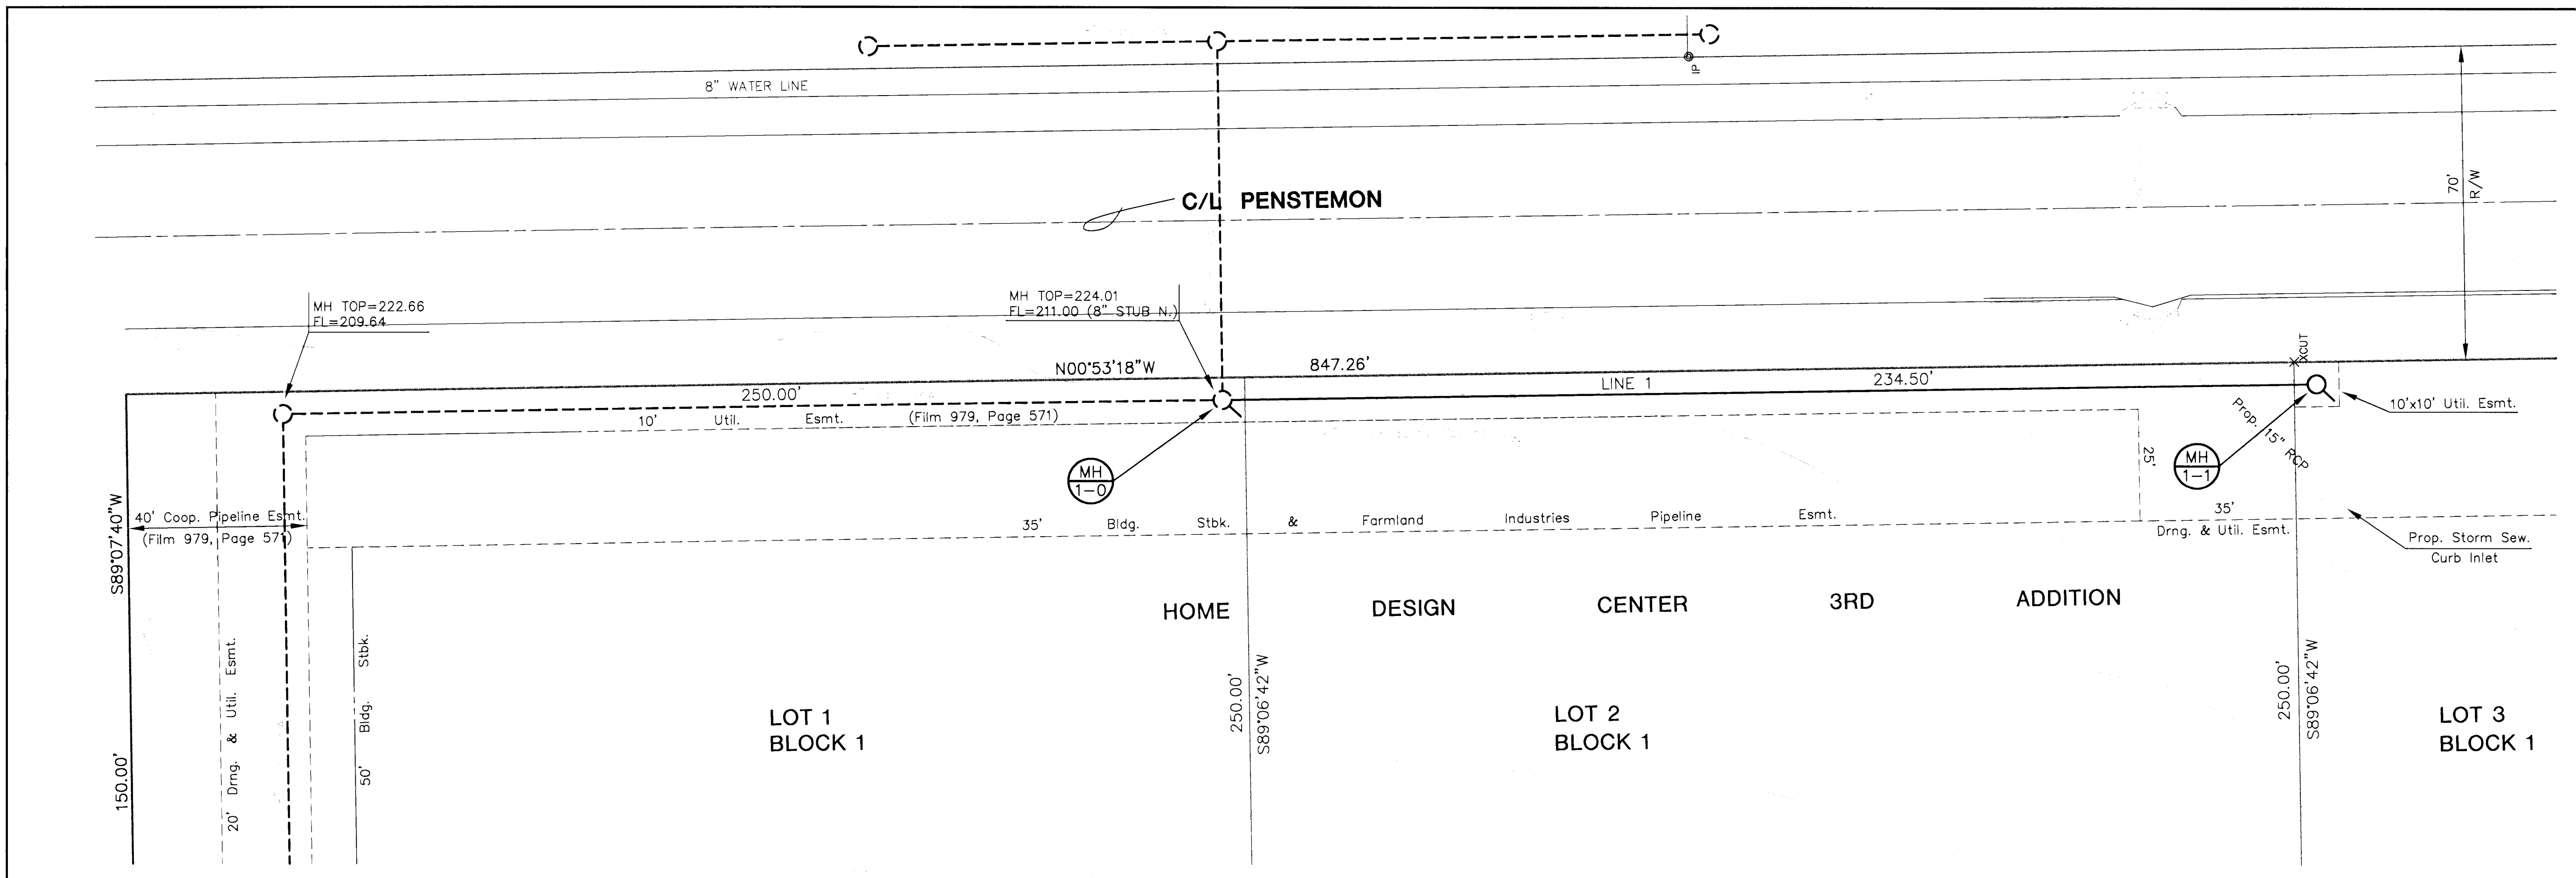 IP
8" WATER LINE
C/L PENSTEMON
70'
R/W
MH TOP=222.66
FL=209.64
MH TOP=224.01
FL=211.00 (8" STUB N.)
XCUT
N00°53'18"W 847.26'
250.00'
LINE 1 234.50'
10' Util. Esmt. (Film 979, Page 571)
10'x10' Util. Esmt.
Prop. 15" RCP
MH
1-0
MH
1-1
25'
S89°07'40"W
40' Coop. Pipeline Esmt.
(Film 979, Page 571)
35' Bldg. Stbk. & Farmland Industries Pipeline Esmt.
35'
Drng. & Util. Esmt.
Prop. Storm Sew.
Curb Inlet
HOME DESIGN CENTER 3RD ADDITION
150.00'
20' Drng. & Util. Esmt.
50' Bldg. Stbk.
LOT 1
BLOCK 1
250.00'
S89°06'42"W
LOT 2
BLOCK 1
250.00'
S89°06'42"W
LOT 3
BLOCK 1